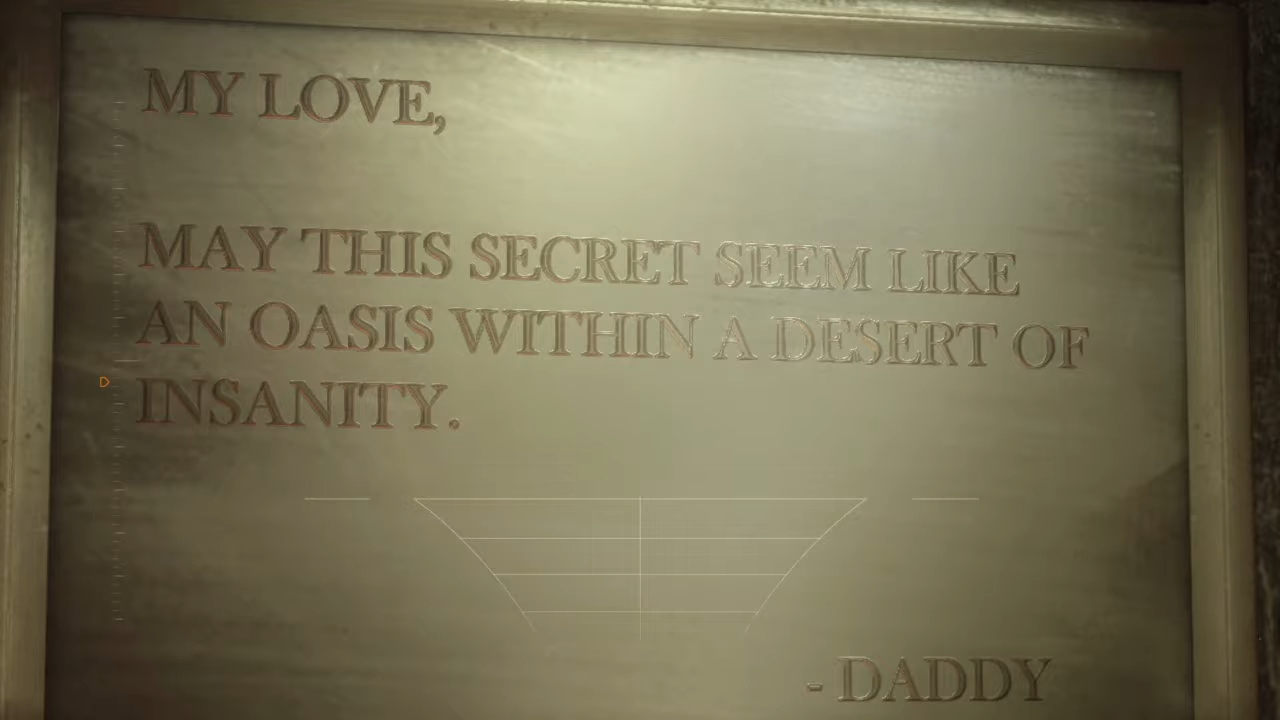 MY LOVE,
MAY THIS SECRET SEEM LIKE
AN OASIS WITHIN A DESERT OF
INSANITY.
- DADDY